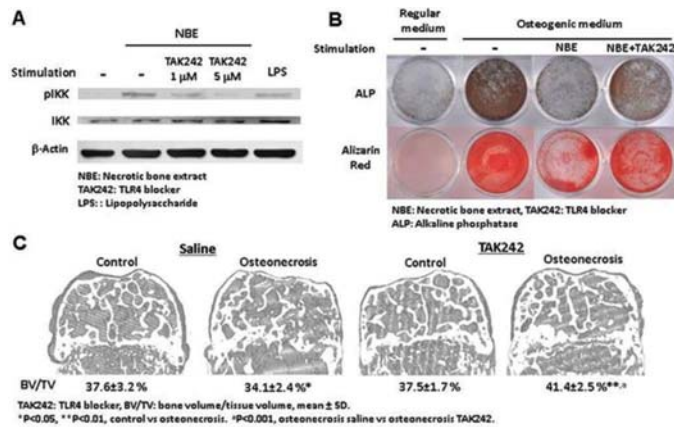 A
NBE
Stimulation - - TAK242 1 μM TAK242 5 μM LPS
pIKK
IKK
β-Actin
NBE: Necrotic bone extract
TAK242: TLR4 blocker
LPS: : Lipopolysaccharide
B
Regular medium Osteogenic medium
Stimulation - - NBE NBE+TAK242
ALP
Alizarin Red
NBE: Necrotic bone extract, TAK242: TLR4 blocker
ALP: Alkaline phosphatase
C
Saline TAK242
Control Osteonecrosis Control Osteonecrosis
BV/TV 37.6±3.2% 34.1±2.4%* 37.5±1.7% 41.4±2.5%**,a
TAK242: TLR4 blocker, BV/TV: bone volume/tissue volume, mean ± SD.
*P<0.05, **P<0.01, control vs osteonecrosis. aP<0.001, osteonecrosis saline vs osteonecrosis TAK242.